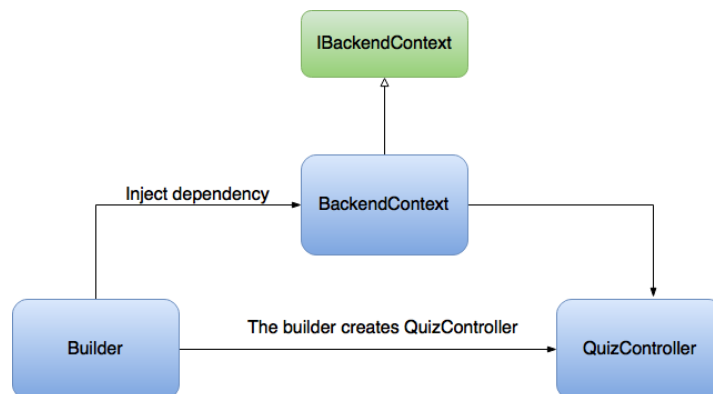 IBackendContext
Inject dependency
BackendContext
The builder creates QuizController
Builder
QuizController